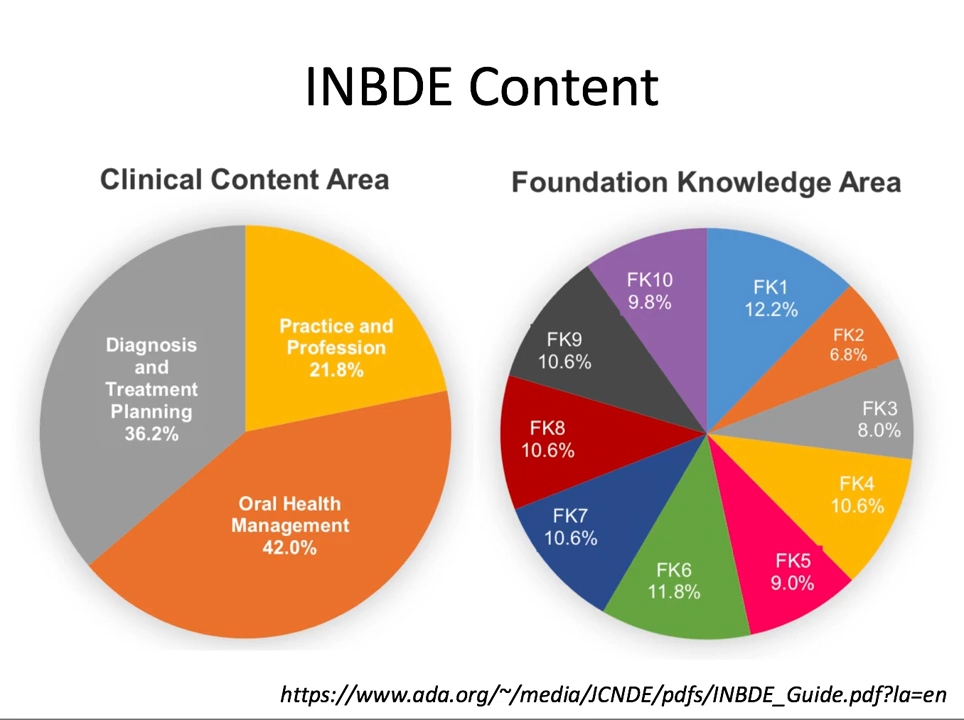 INBDE Content
Clinical Content Area
Practice and
Profession
21.8%
Diagnosis
and
Treatment
Planning
36.2%
Oral Health
Management
42.0%
Foundation Knowledge Area
FK1
12.2%
FK2
6.8%
FK3
8.0%
FK4
10.6%
FK5
9.0%
FK6
11.8%
FK7
10.6%
FK8
10.6%
FK9
10.6%
FK10
9.8%
https://www.ada.org/~/media/JCNDE/pdfs/INBDE_Guide.pdf?la=en